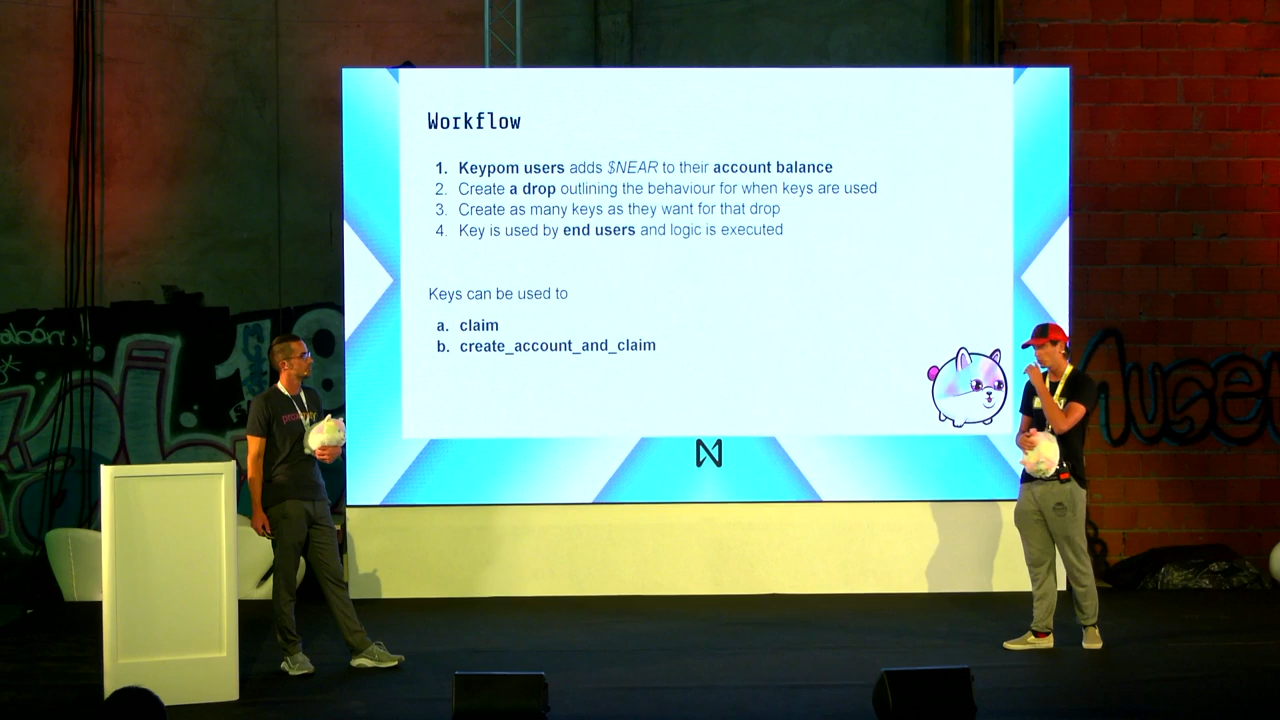 Workflow
1. Keypom users adds $NEAR to their account balance
2. Create a drop outlining the behaviour for when keys are used
3. Create as many keys as they want for that drop
4. Key is used by end users and logic is executed
Keys can be used to
a. claim
b. create_account_and_claim